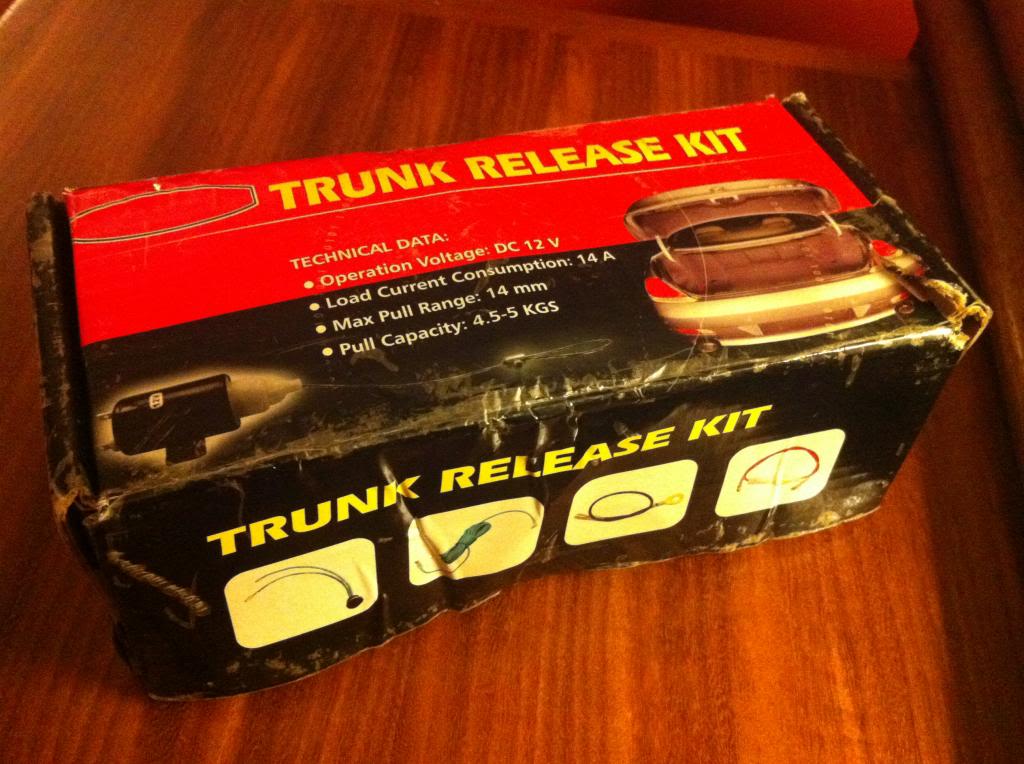 TRUNK RELEASE KIT
TECHNICAL DATA:
• Operation Voltage: DC 12 V
• Load Current Consumption: 14 A
• Max Pull Range: 14 mm
• Pull Capacity: 4.5-5 KGS
TRUNK RELEASE KIT